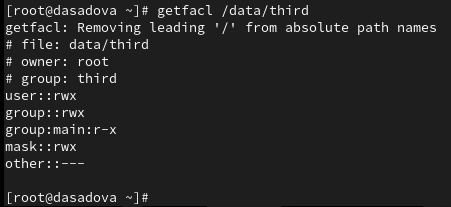 [root@dasadova ~]# getfacl /data/third
getfacl: Removing leading '/' from absolute path names
# file: data/third
# owner: root
# group: third
user::rwx
group::rwx
group:main:r-x
mask::rwx
other::---
[root@dasadova ~]#